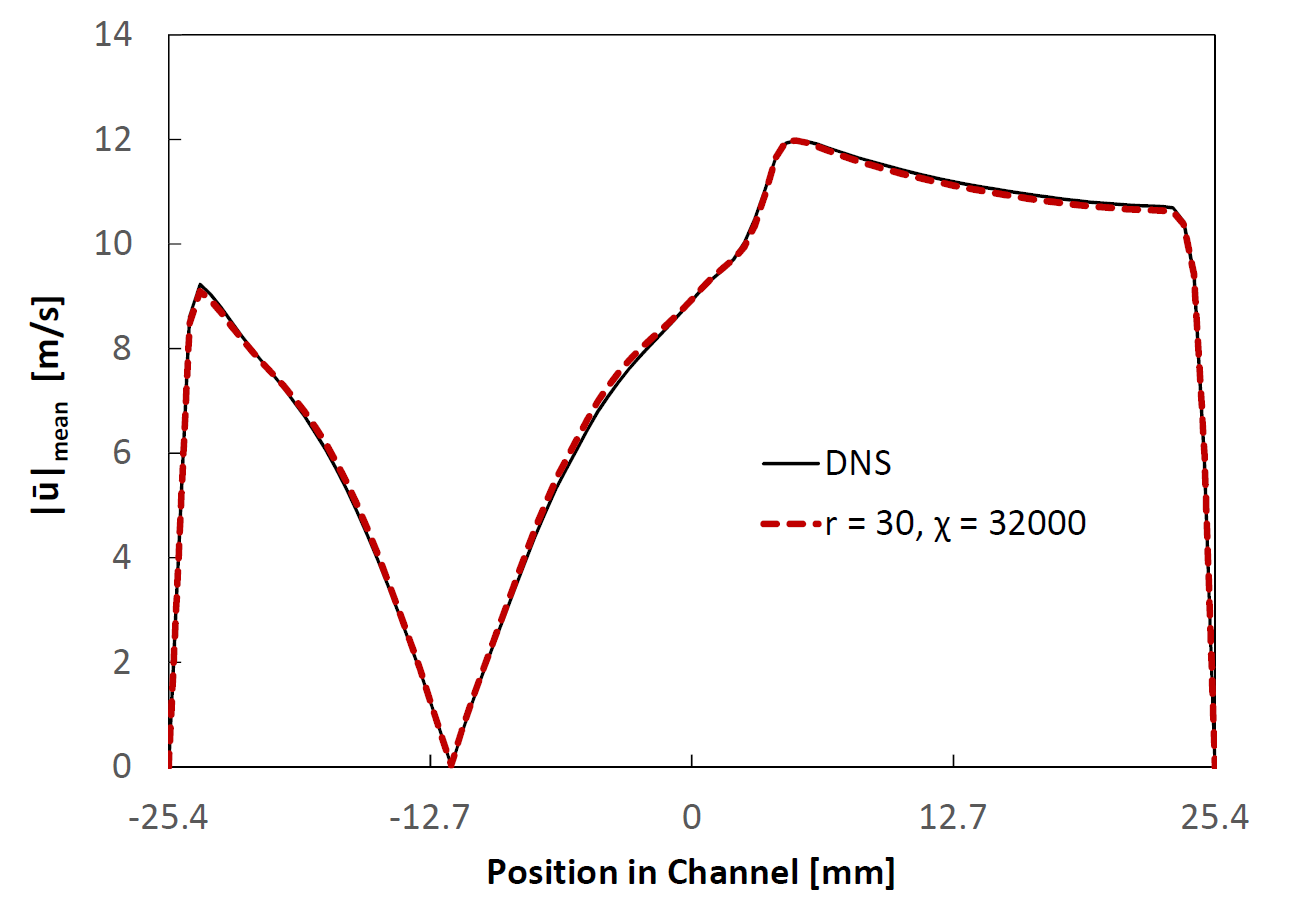 14
12
10
8
6
4
2
0
|ū|mean [m/s]
DNS
r = 30, χ = 32000
-25.4 -12.7 0 12.7 25.4
Position in Channel [mm]